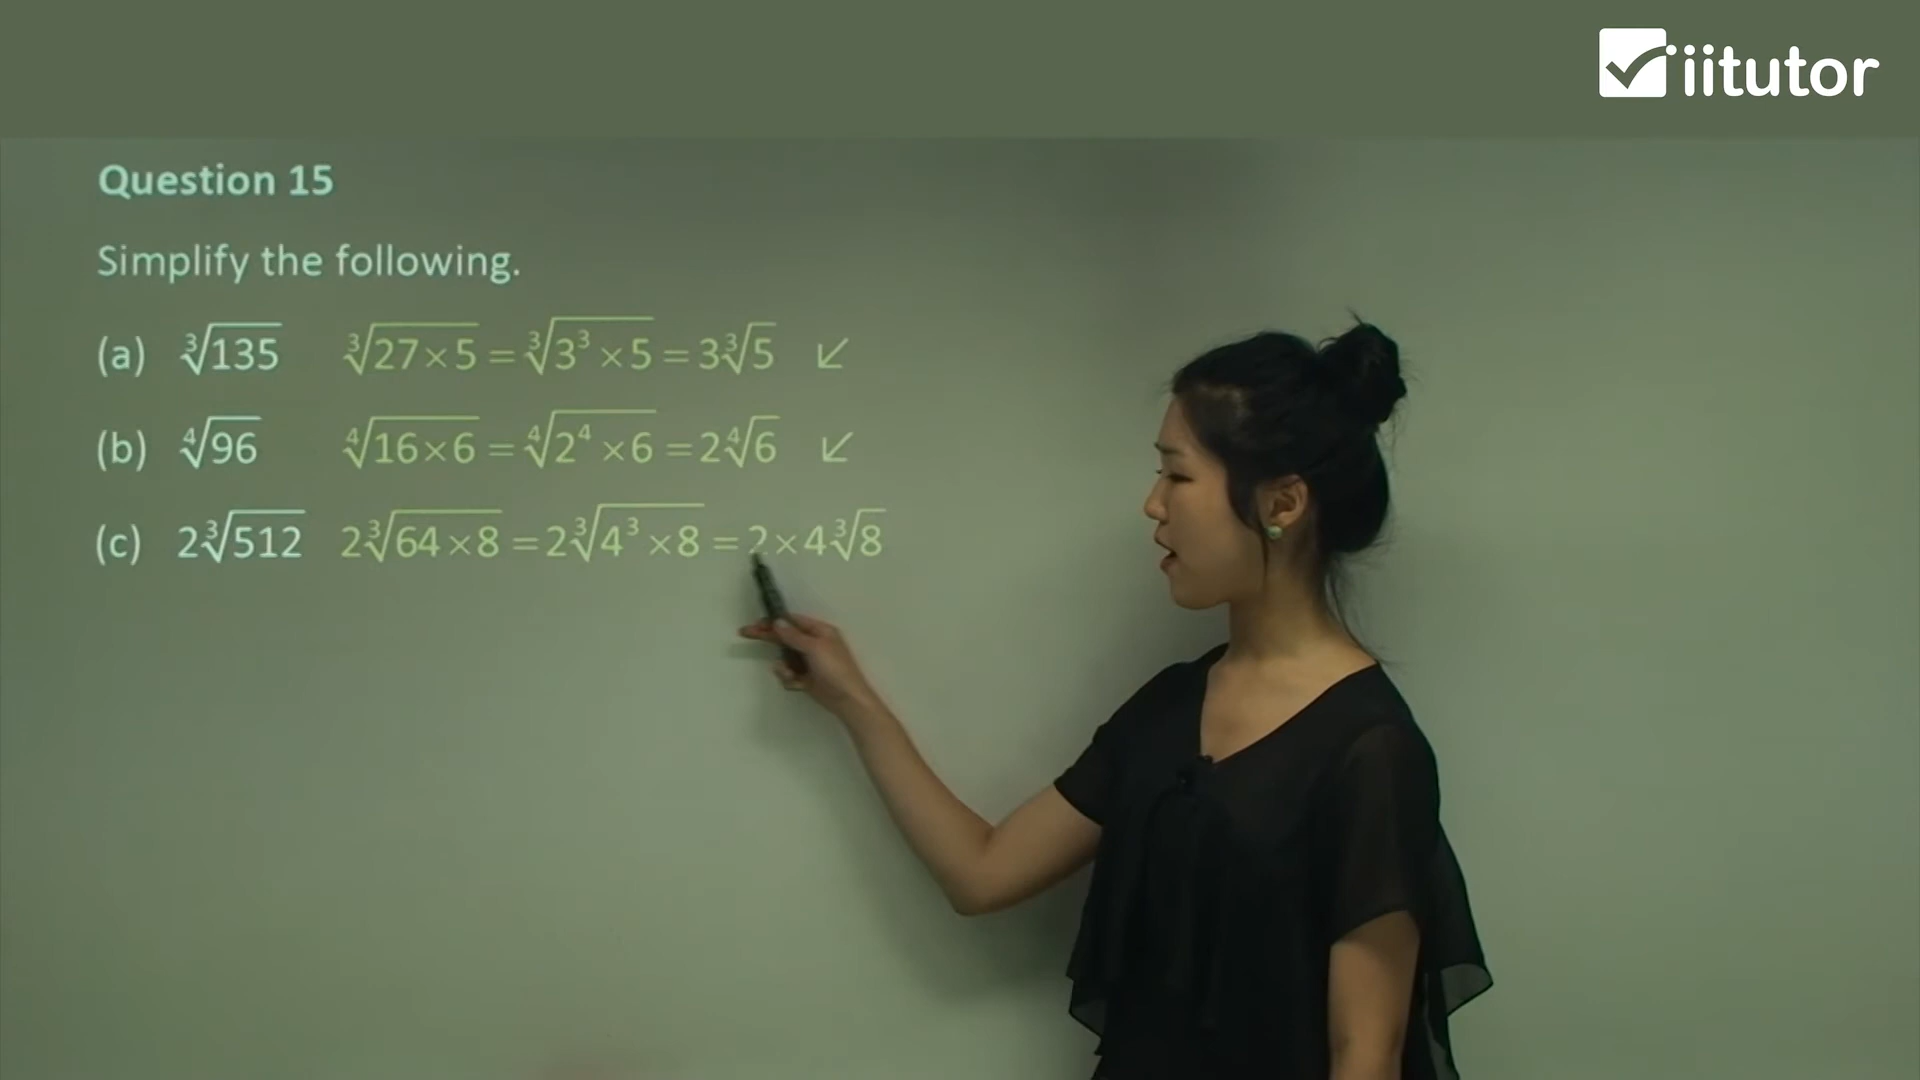 iitutor
Question 15
Simplify the following.
(a) ∛135 ∛(27×5) = ∛(3³×5) = 3∛5 ↙
(b) ∜96 ∜(16×6) = ∜(2⁴×6) = 2∜6 ↙
(c) 2∛512 2∛(64×8) = 2∛(4³×8) = 2×4∛8